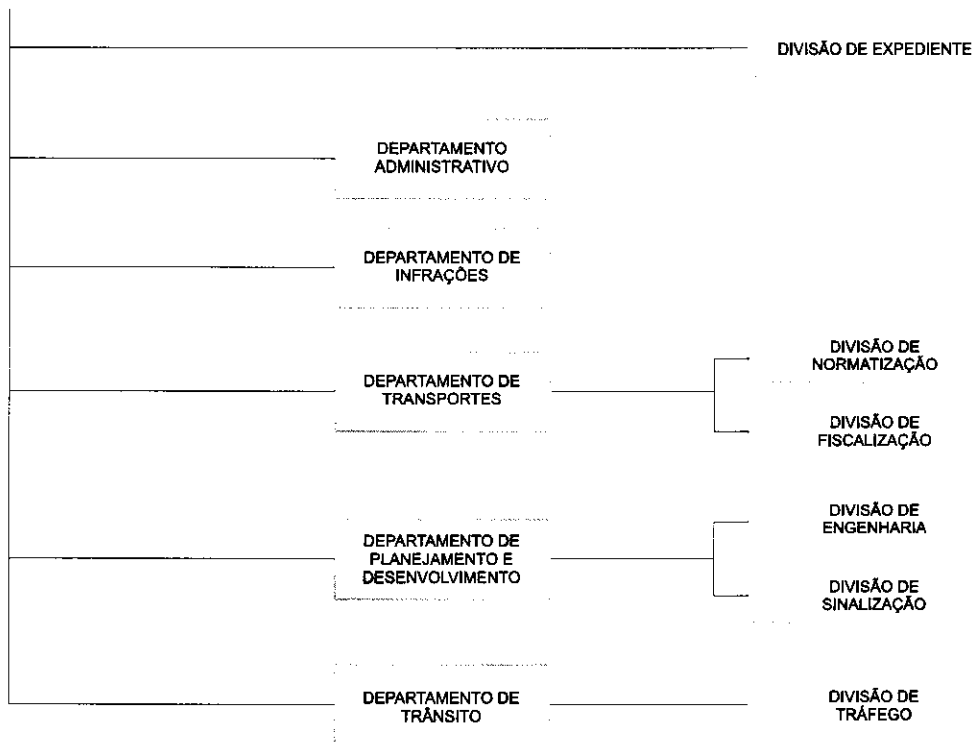 DIVISÃO DE EXPEDIENTE
DEPARTAMENTO
ADMINISTRATIVO
DEPARTAMENTO DE
INFRAÇÕES
DEPARTAMENTO DE
TRANSPORTES
DIVISÃO DE
NORMATIZAÇÃO
DIVISÃO DE
FISCALIZAÇÃO
DEPARTAMENTO DE
PLANEJAMENTO E
DESENVOLVIMENTO
DIVISÃO DE
ENGENHARIA
DIVISÃO DE
SINALIZAÇÃO
DEPARTAMENTO DE
TRÂNSITO
DIVISÃO DE
TRÁFEGO